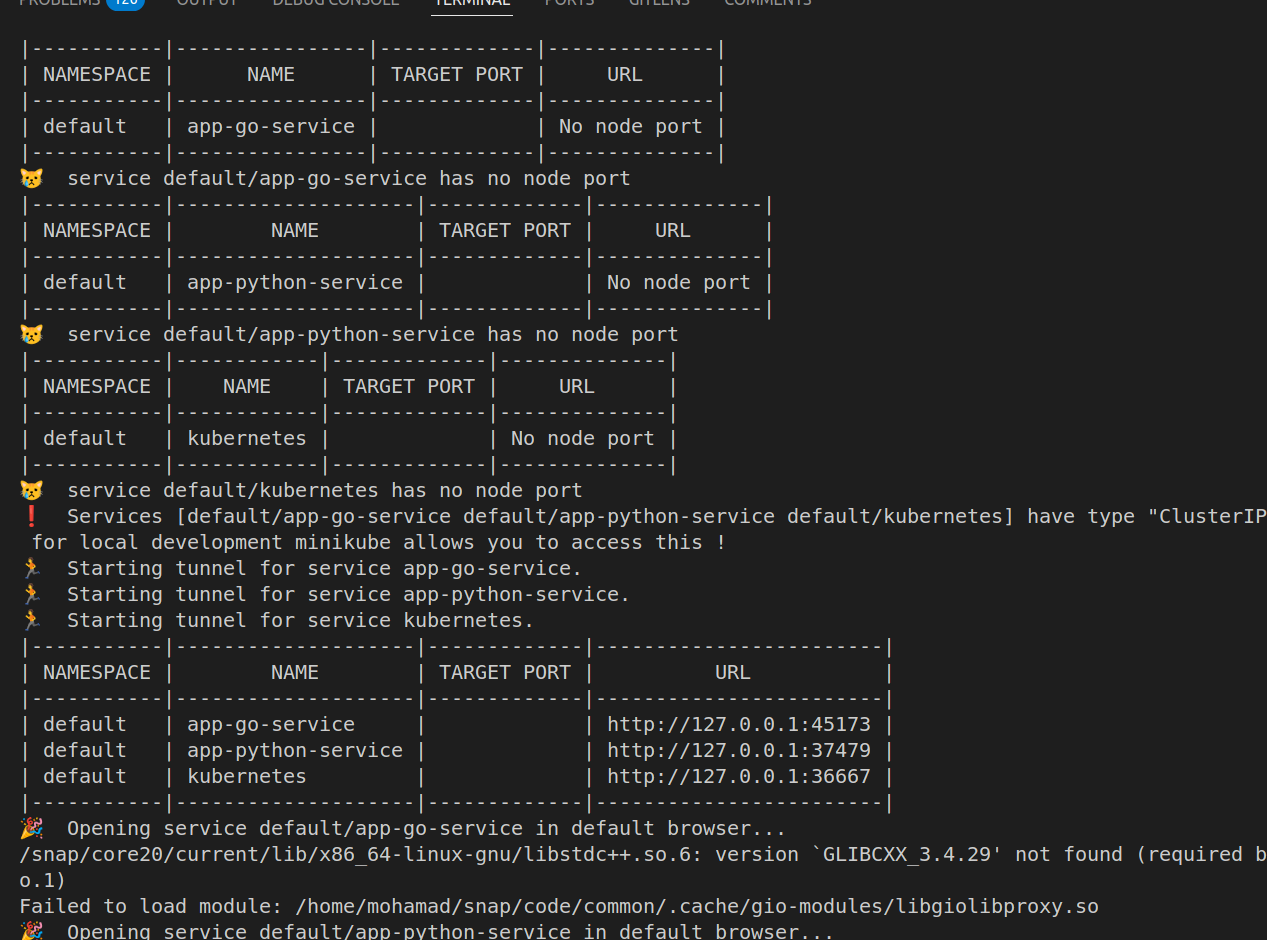 PROBLEMS 126 OUTPUT DEBUG CONSOLE TERMINAL PORTS GITLENS COMMENTS
|-----------|----------------|-------------|--------------|
| NAMESPACE |      NAME      | TARGET PORT |     URL      |
|-----------|----------------|-------------|--------------|
| default   | app-go-service |             | No node port |
|-----------|----------------|-------------|--------------|
😿  service default/app-go-service has no node port
|-----------|--------------------|-------------|--------------|
| NAMESPACE |        NAME        | TARGET PORT |     URL      |
|-----------|--------------------|-------------|--------------|
| default   | app-python-service |             | No node port |
|-----------|--------------------|-------------|--------------|
😿  service default/app-python-service has no node port
|-----------|------------|-------------|--------------|
| NAMESPACE |    NAME    | TARGET PORT |     URL      |
|-----------|------------|-------------|--------------|
| default   | kubernetes |             | No node port |
|-----------|------------|-------------|--------------|
😿  service default/kubernetes has no node port
❗  Services [default/app-go-service default/app-python-service default/kubernetes] have type "ClusterIP
 for local development minikube allows you to access this !
🏃  Starting tunnel for service app-go-service.
🏃  Starting tunnel for service app-python-service.
🏃  Starting tunnel for service kubernetes.
|-----------|--------------------|-------------|------------------------|
| NAMESPACE |        NAME        | TARGET PORT |          URL           |
|-----------|--------------------|-------------|------------------------|
| default   | app-go-service     |             | http://127.0.0.1:45173 |
| default   | app-python-service |             | http://127.0.0.1:37479 |
| default   | kubernetes         |             | http://127.0.0.1:36667 |
|-----------|--------------------|-------------|------------------------|
🎉  Opening service default/app-go-service in default browser...
/snap/core20/current/lib/x86_64-linux-gnu/libstdc++.so.6: version `GLIBCXX_3.4.29' not found (required b
o.1)
Failed to load module: /home/mohamad/snap/code/common/.cache/gio-modules/libgiolibproxy.so
🎉  Opening service default/app-python-service in default browser...